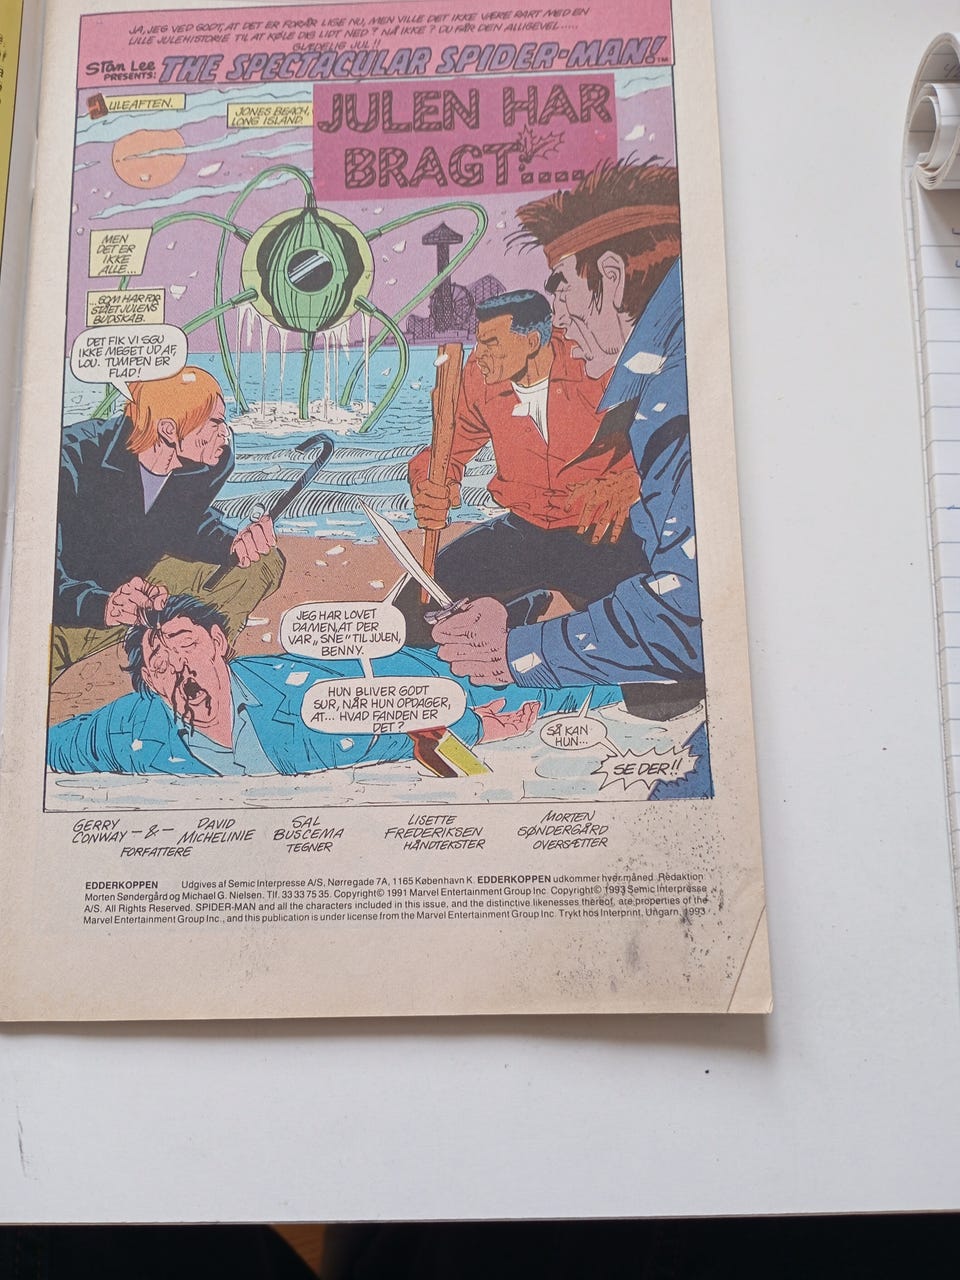 JA, JEG VED GODT, AT DET ER FORÅR LIGE NU, MEN VILLE DET IKKE VÆRE RART MED EN
LILLE JULEHISTORIE TIL AT KØLE DIG LIDT NED? NÅ IKKE? DU FÅR DEN ALLIGEVEL.....
GLÆDELIG JUL!!
STAN LEE
PRESENTS:
THE SPECTACULAR SPIDER-MAN!™
JULEAFTEN.
JONES BEACH,
LONG ISLAND.
JULEN HAR
BRAGT.....
MEN
DET ER
IKKE
ALLE...
...SOM HAR FOR
STÅET JULENS
BUDSKAB.
DET FIK VI SGU
IKKE MEGET UD AF,
LOU. TUMPEN ER
FLAD!
JEG HAR LOVET
DAMEN, AT DER
VAR „SNE" TIL JULEN,
BENNY.
HUN BLIVER GODT
SUR, NÅR HUN OPDAGER,
AT... HVAD FANDEN ER
DET?
SÅ KAN
HUN...
SE DER!!
GERRY
CONWAY -&- DAVID
MICHELINIE
FORFATTERE
SAL
BUSCEMA
TEGNER
LISETTE
FREDERIKSEN
HÅNDTEKSTER
MORTEN
SØNDERGÅRD
OVERSÆTTER
EDDERKOPPEN Udgives af Semic Interpresse A/S, Nørregade 7A, 1165 København K. EDDERKOPPEN udkommer hver måned. Redaktion
Morten Søndergård og Michael G. Nielsen. Tlf. 33 33 75 35. Copyright© 1991 Marvel Entertainment Group Inc. Copyright© 1993 Semic Interpresse
A/S. All Rights Reserved. SPIDER-MAN and all the characters included in this issue, and the distinctive likenesses thereof, are properties of the
Marvel Entertainment Group Inc., and this publication is under license from the Marvel Entertainment Group Inc. Trykt hos Interprint, Ungarn, 1993